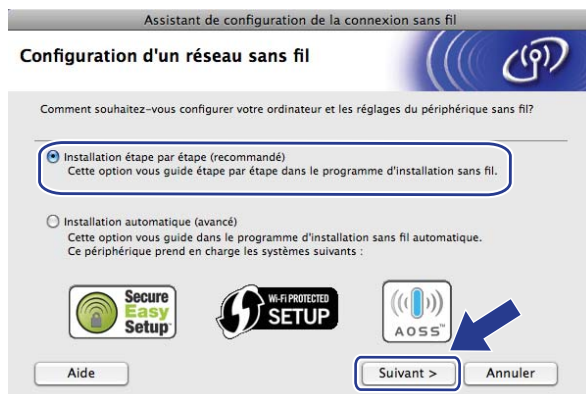 Assistant de configuration de la connexion sans fil
Configuration d'un réseau sans fil
Comment souhaitez-vous configurer votre ordinateur et les réglages du périphérique sans fil?
Installation étape par étape (recommandé)
Cette option vous guide étape par étape dans le programme d'installation sans fil.
Installation automatique (avancé)
Cette option vous guide dans le programme d'installation sans fil automatique.
Ce périphérique prend en charge les systèmes suivants :
Secure
Easy
Setup™
Wi-Fi PROTECTED
SETUP
AOSS™
Aide
Suivant >
Annuler